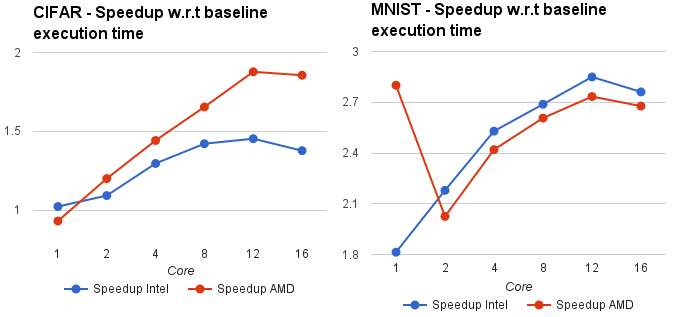 CIFAR - Speedup w.r.t baseline
execution time
2
1.5
1
1 2 4 8 12 16
Core
Speedup Intel Speedup AMD
MNIST - Speedup w.r.t baseline
execution time
3
2.7
2.4
2.1
1.8
1 2 4 8 12 16
Core
Speedup Intel Speedup AMD